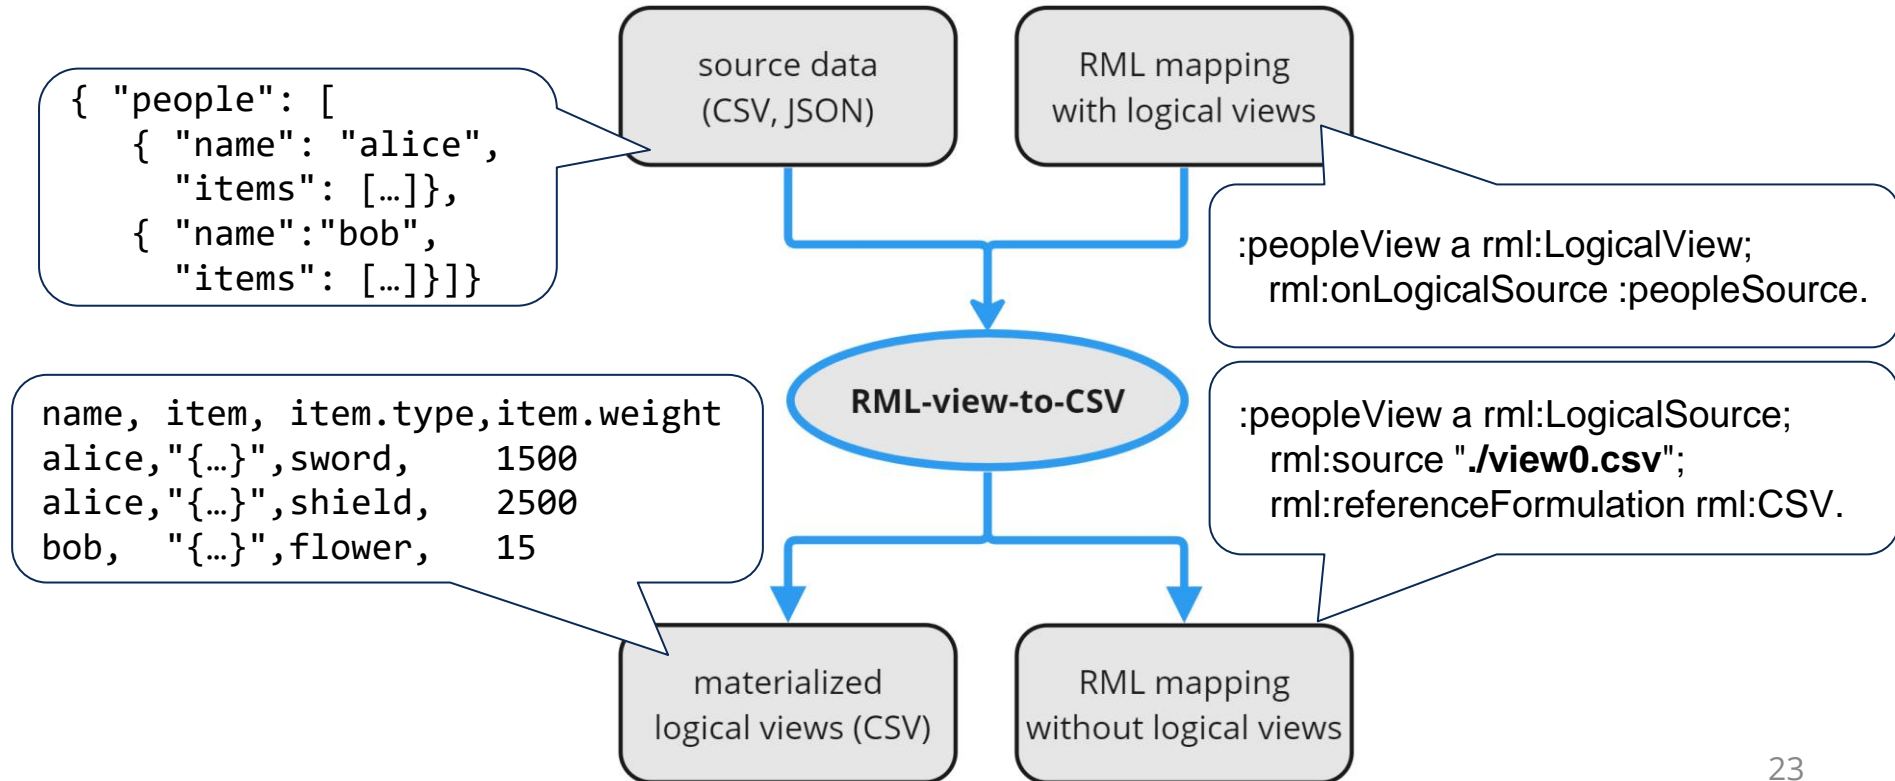 source data
(CSV, JSON)
RML mapping
with logical views
{ "people": [
{ "name": "alice",
"items": […]},
{ "name":"bob",
"items": […]}]}
:peopleView a rml:LogicalView;
rml:onLogicalSource :peopleSource.
RML-view-to-CSV
name, item, item.type,item.weight
alice,"{…}",sword, 1500
alice,"{…}",shield, 2500
bob, "{…}",flower, 15
:peopleView a rml:LogicalSource;
rml:source "./view0.csv";
rml:referenceFormulation rml:CSV.
materialized
logical views (CSV)
RML mapping
without logical views
23